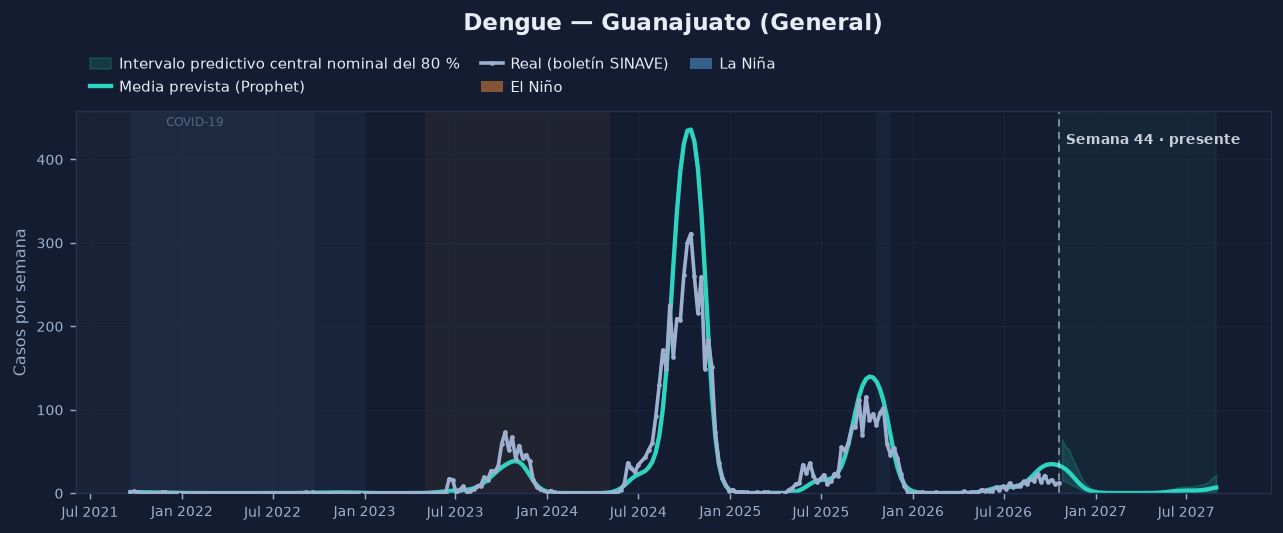 Dengue — Guanajuato (General)
Intervalo predictivo central nominal del 80 % Real (boletín SINAVE) La Niña
Media prevista (Prophet) El Niño
COVID-19
Semana 44 · presente
Casos por semana
400
300
200
100
0
Jul 2021 Jan 2022 Jul 2022 Jan 2023 Jul 2023 Jan 2024 Jul 2024 Jan 2025 Jul 2025 Jan 2026 Jul 2026 Jan 2027 Jul 2027